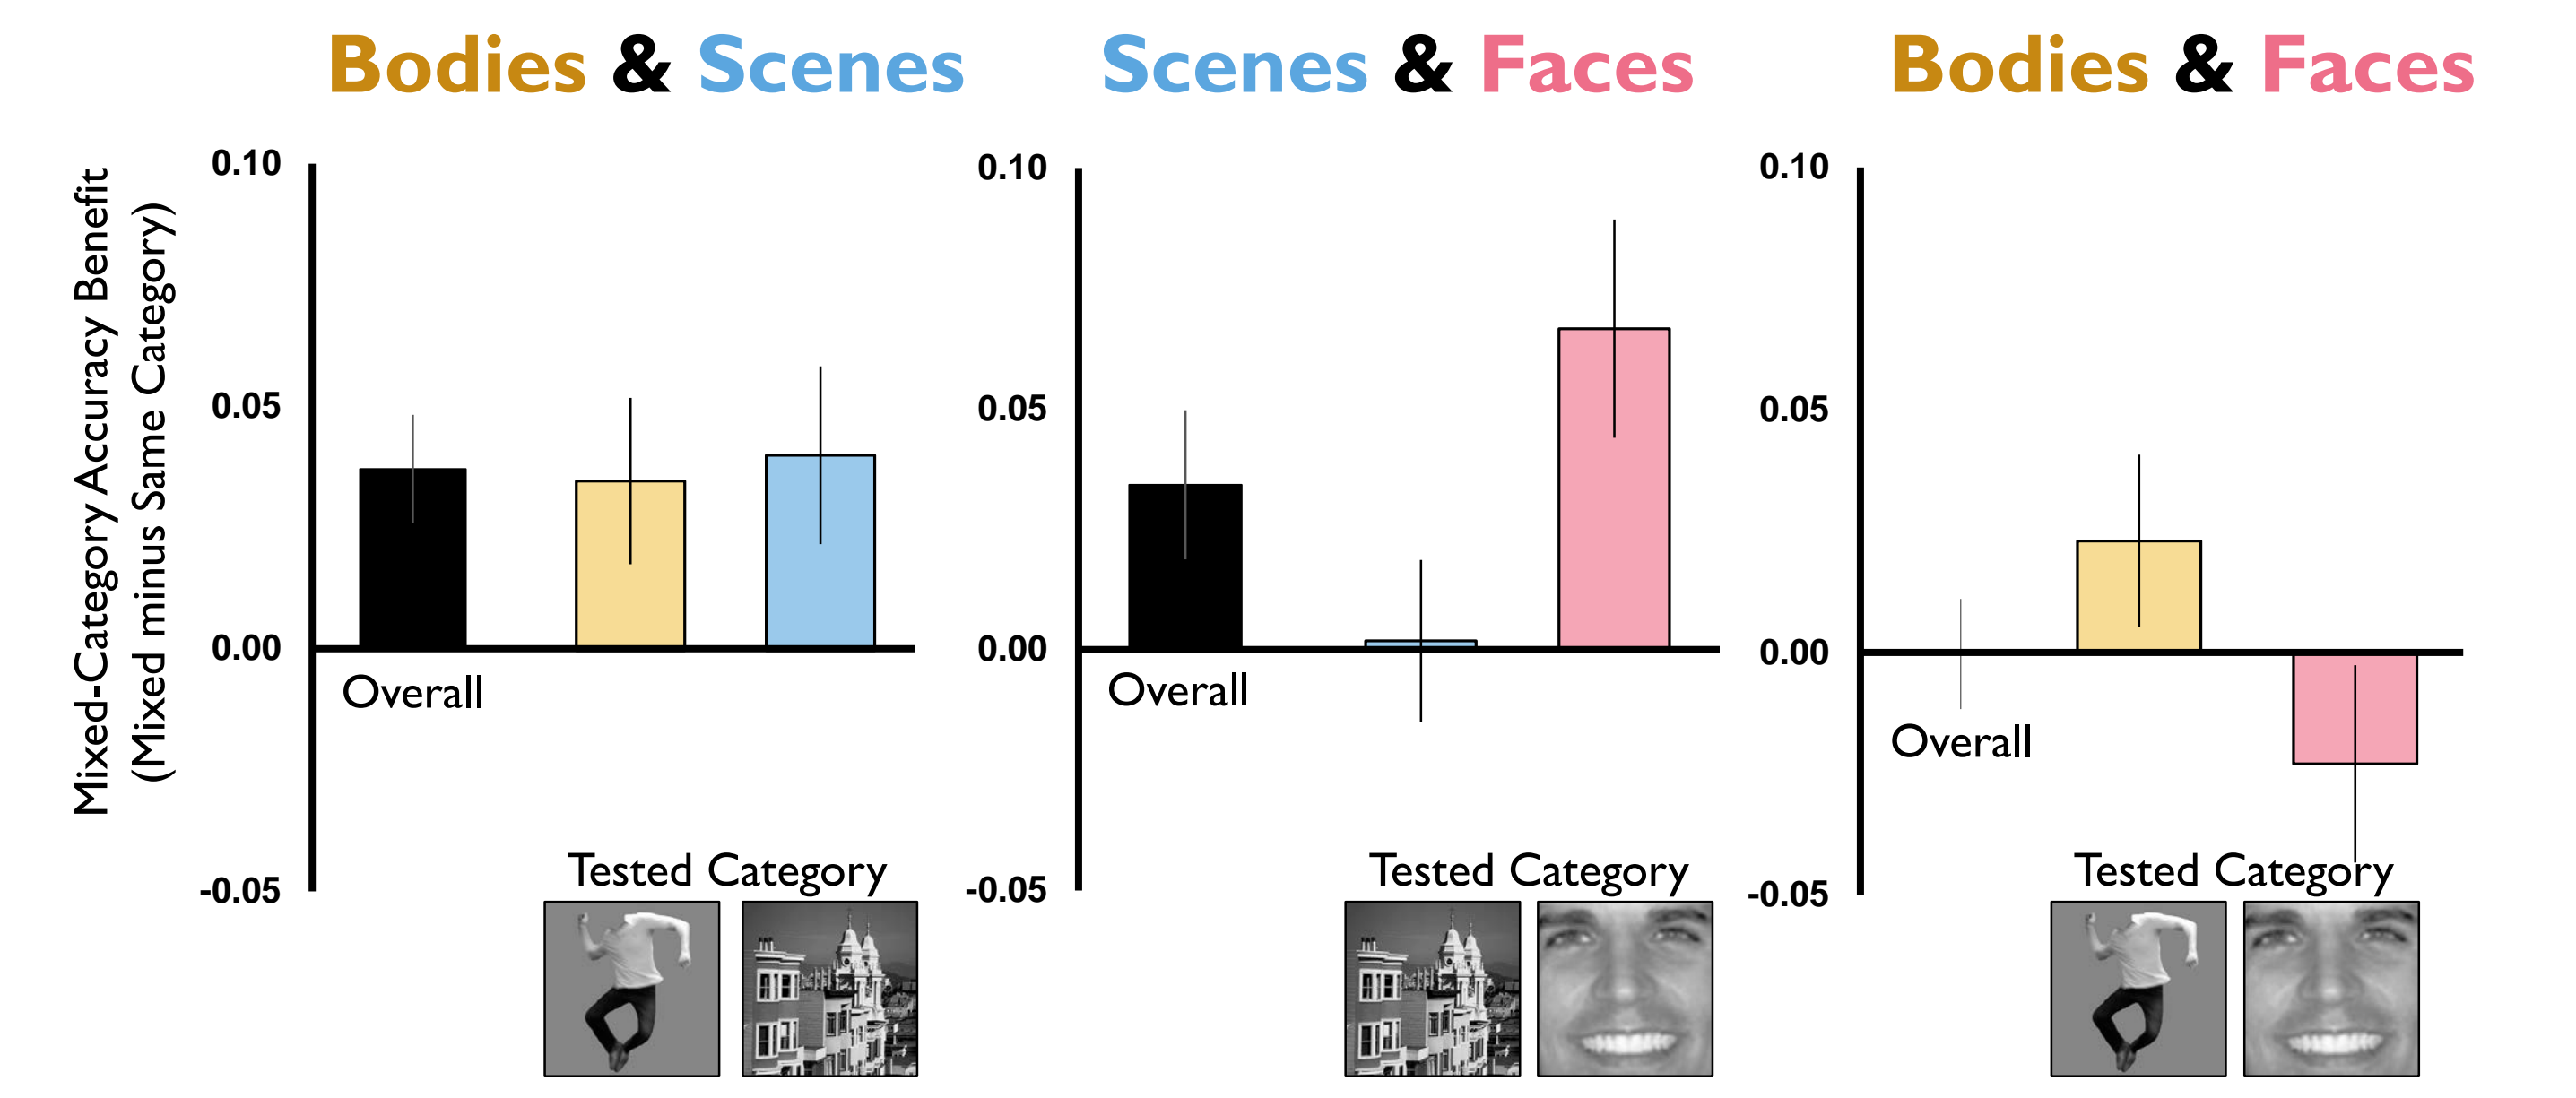 Bodies & Scenes
Scenes & Faces
Bodies & Faces
Mixed-Category Accuracy Benefit
(Mixed minus Same Category)
0.10
0.05
0.00
-0.05
Overall
Tested Category
0.10
0.05
0.00
-0.05
Overall
Tested Category
0.10
0.05
0.00
-0.05
Overall
Tested Category